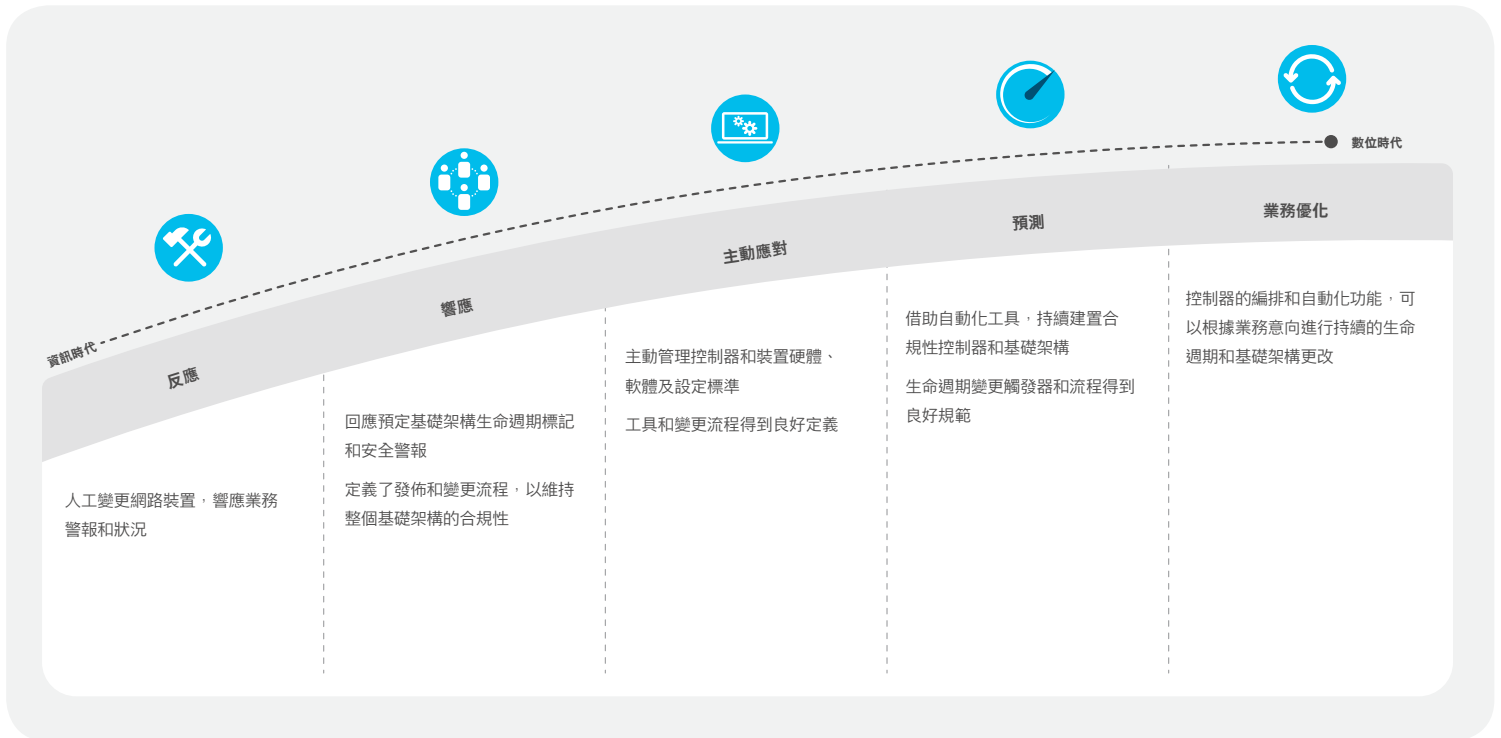 資訊時代
數位時代
反應
人工變更網路裝置，響應業務
警報和狀況
響應
回應預定基礎架構生命週期標記
和安全警報
定義了發佈和變更流程，以維持
整個基礎架構的合規性
主動應對
主動管理控制器和裝置硬體、
軟體及設定標準
工具和變更流程得到良好定義
預測
借助自動化工具，持續建置合
規性控制器和基礎架構
生命週期變更觸發器和流程得到
良好規範
業務優化
控制器的編排和自動化功能，可
以根據業務意向進行持續的生命
週期和基礎架構更改